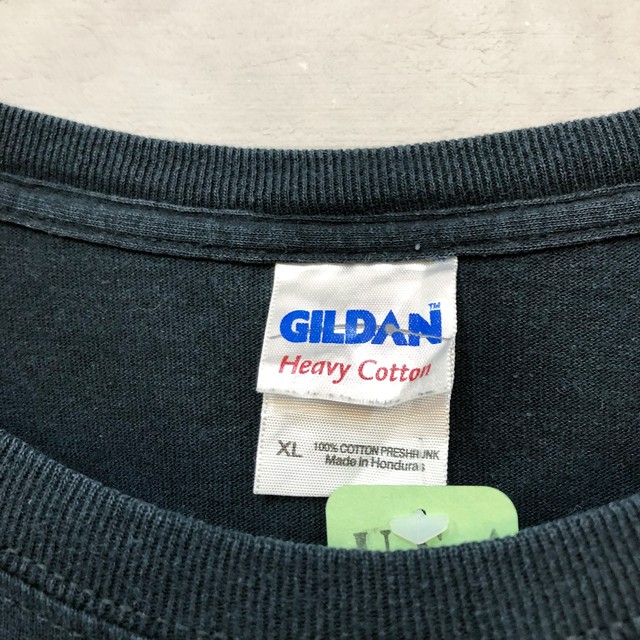 GILDAN™
Heavy Cotton
XL 100% COTTON PRESHRUNK
Made in Honduras